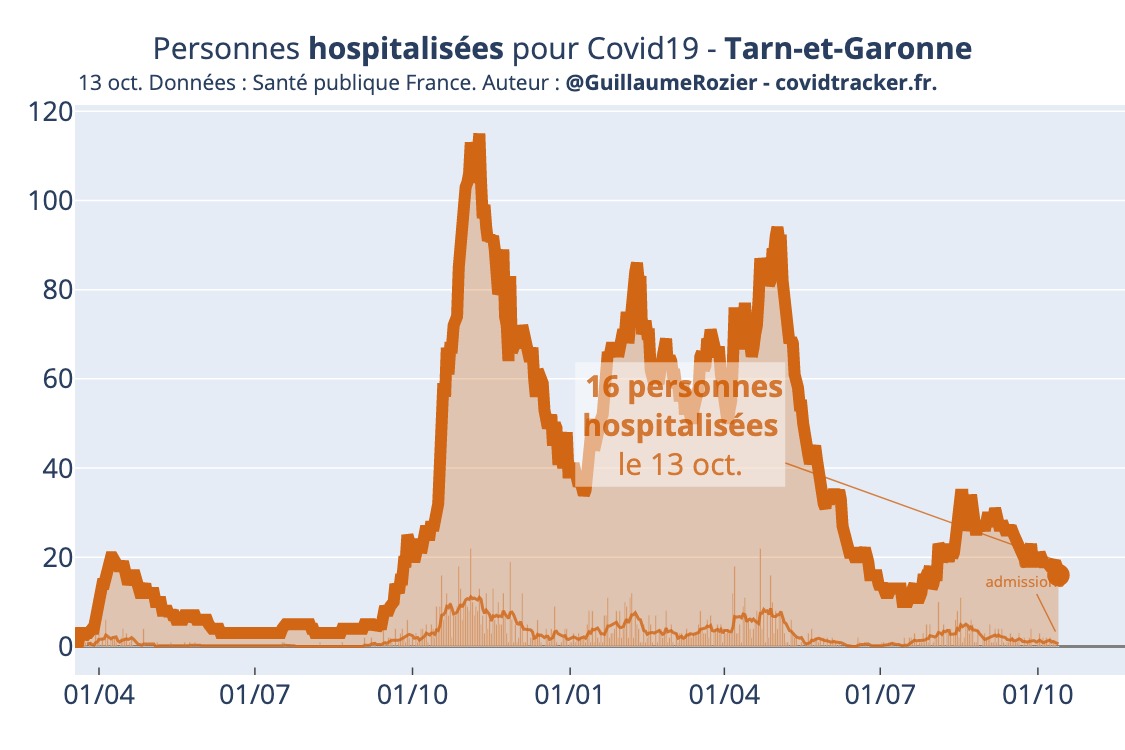 Personnes hospitalisées pour Covid19 - Tarn-et-Garonne
13 oct. Données : Santé publique France. Auteur : @GuillaumeRozier - covidtracker.fr.
120
100
80
60
40
20
0
16 personnes
hospitalisées
le 13 oct.
admissions
01/04
01/07
01/10
01/01
01/04
01/07
01/10